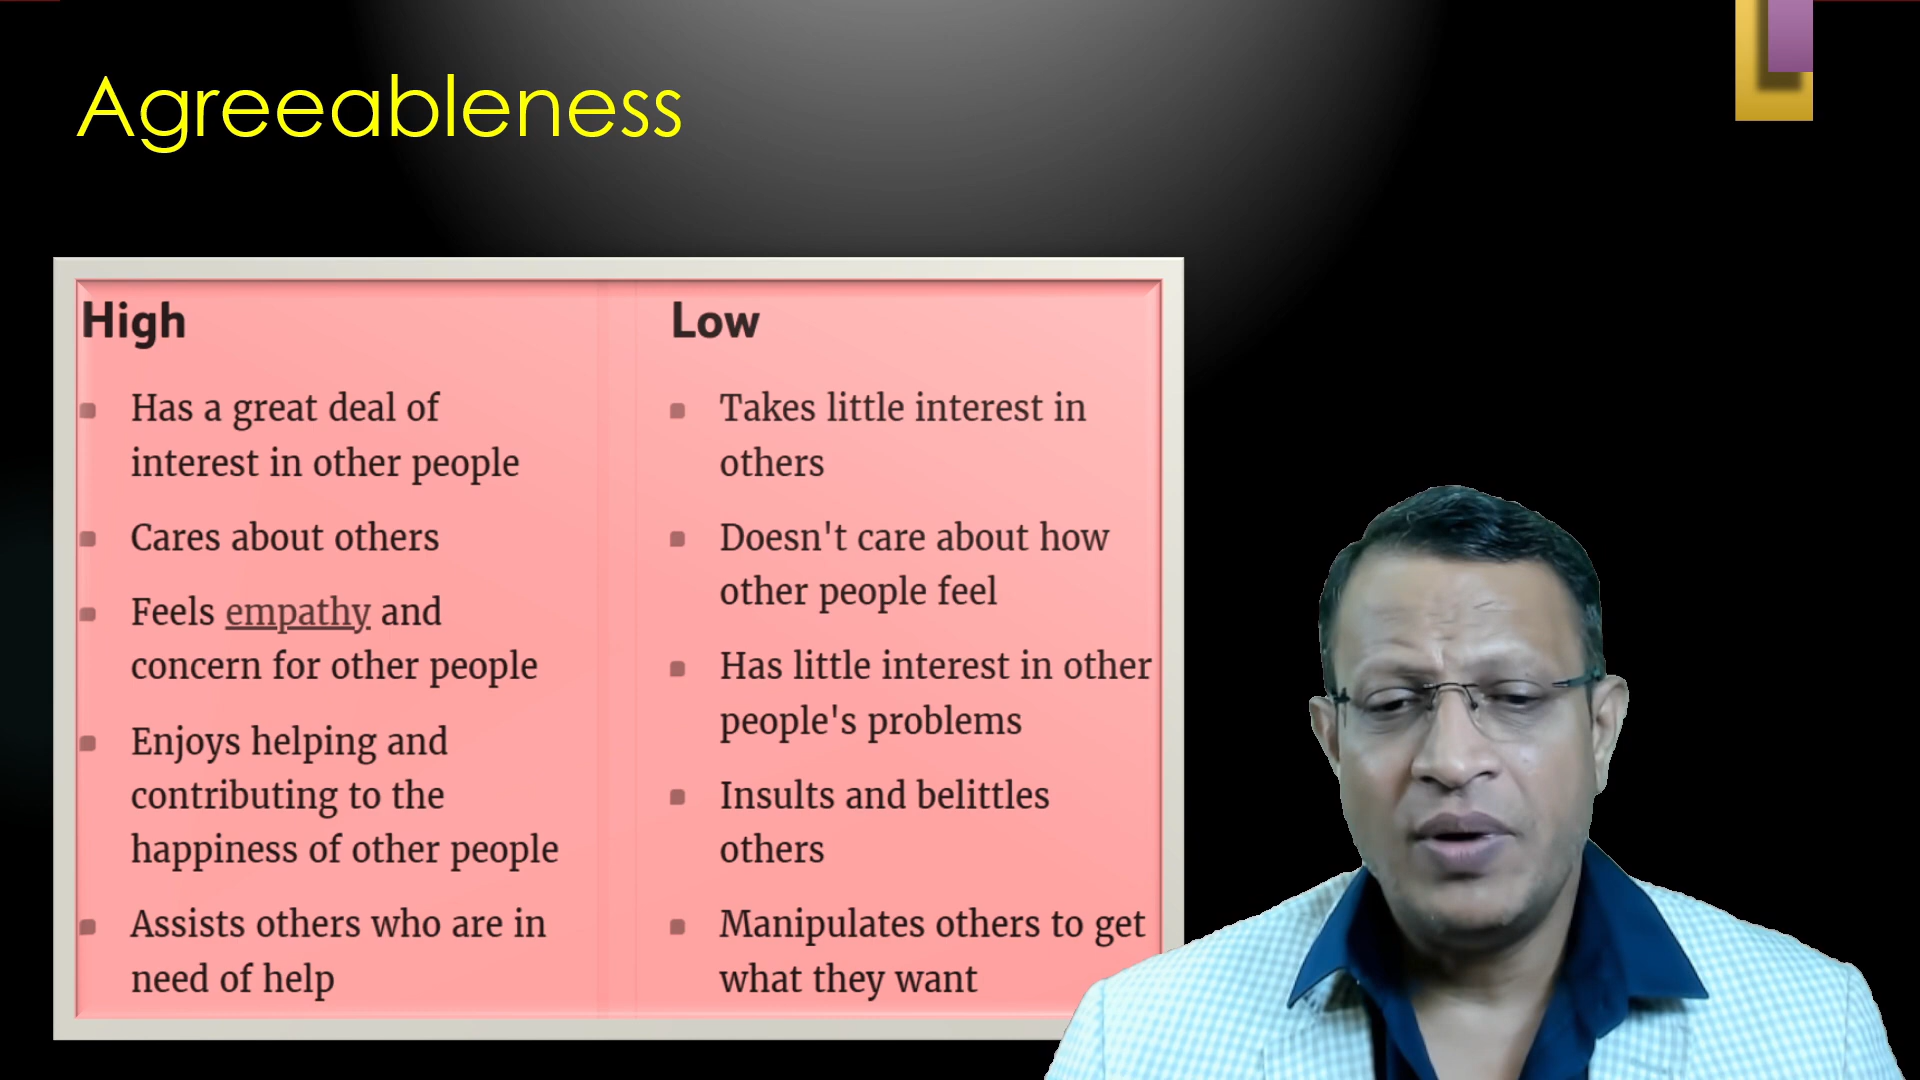 Agreeableness
High
Has a great deal of
interest in other people
Cares about others
Feels empathy and
concern for other people
Enjoys helping and
contributing to the
happiness of other people
Assists others who are in
need of help
Low
Takes little interest in
others
Doesn't care about how
other people feel
Has little interest in other
people's problems
Insults and belittles
others
Manipulates others to get
what they want